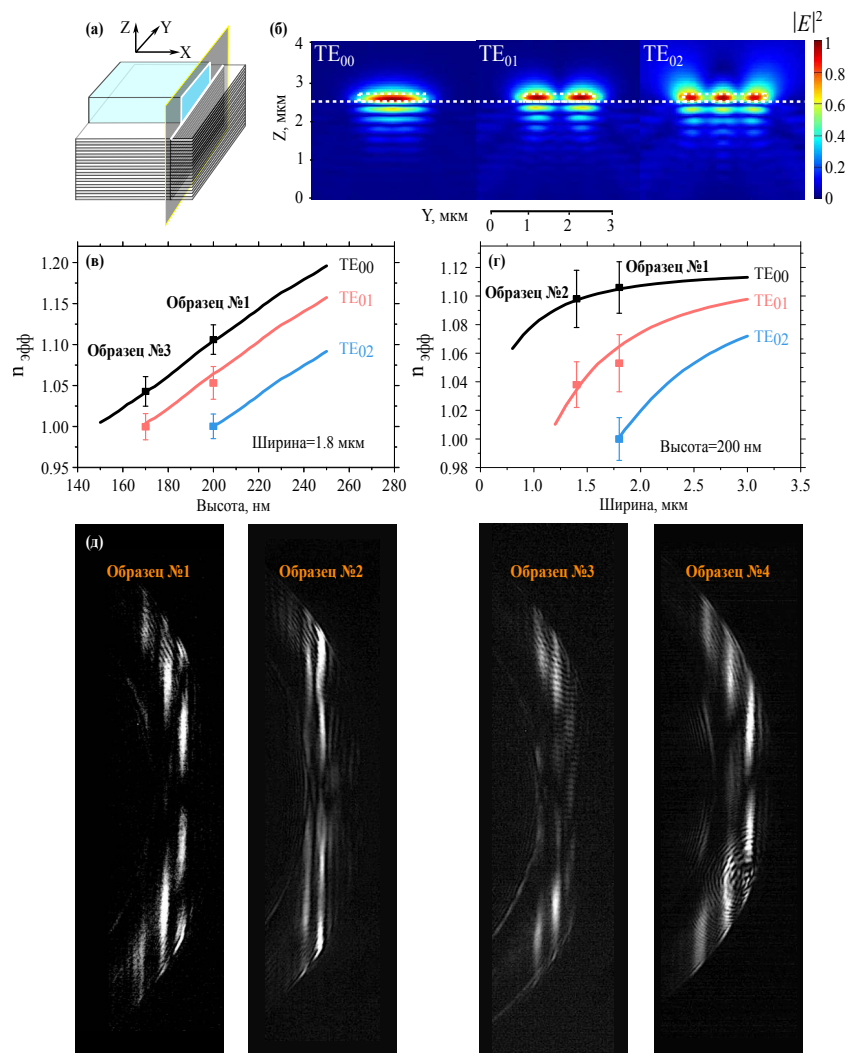 (а)
Z
Y
X
(б)
|E|²
TE₀₀
TE₀₁
TE₀₂
Z, мкм
4
3
2
1
0
1
0.8
0.6
0.4
0.2
0
Y, мкм
0 2 3
(в)
TE₀₀
TE₀₁
TE₀₂
Образец №1
Образец №3
Ширина=1.8 мкм
nэфф
1.20
1.15
1.10
1.05
1.00
0.95
140 160 180 200 220 240 260 280
Высота, нм
(г)
TE₀₀
TE₀₁
TE₀₂
Образец №1
Образец №2
Высота=200 нм
nэфф
1.12
1.10
1.08
1.06
1.04
1.02
1.00
0.98
0 0.5 1.0 1.5 2.0 2.5 3.0 3.5
Ширина, мкм
(д)
Образец №1
Образец №2
Образец №3
Образец №4